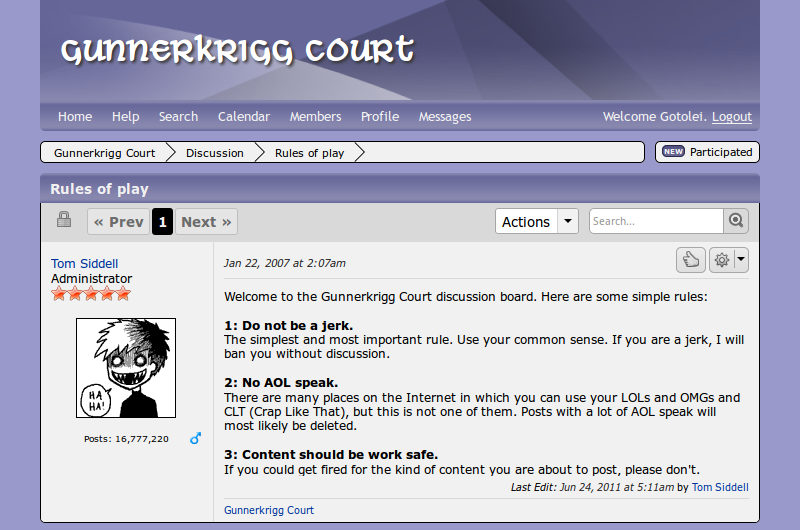 GUNNERKRIGG COURT
Home Help Search Calendar Members Profile Messages Welcome Gotolei. Logout
Gunnerkrigg Court Discussion Rules of play NEW Participated
Rules of play
« Prev 1 Next » Actions Search...
Tom Siddell
Administrator
HA
HA!
Posts: 16,777,220
Jan 22, 2007 at 2:07am
Welcome to the Gunnerkrigg Court discussion board. Here are some simple rules:
1: Do not be a jerk.
The simplest and most important rule. Use your common sense. If you are a jerk, I will
ban you without discussion.
2: No AOL speak.
There are many places on the Internet in which you can use your LOLs and OMGs and
CLT (Crap Like That), but this is not one of them. Posts with a lot of AOL speak will
most likely be deleted.
3: Content should be work safe.
If you could get fired for the kind of content you are about to post, please don't.
Last Edit: Jun 24, 2011 at 5:11am by Tom Siddell
Gunnerkrigg Court